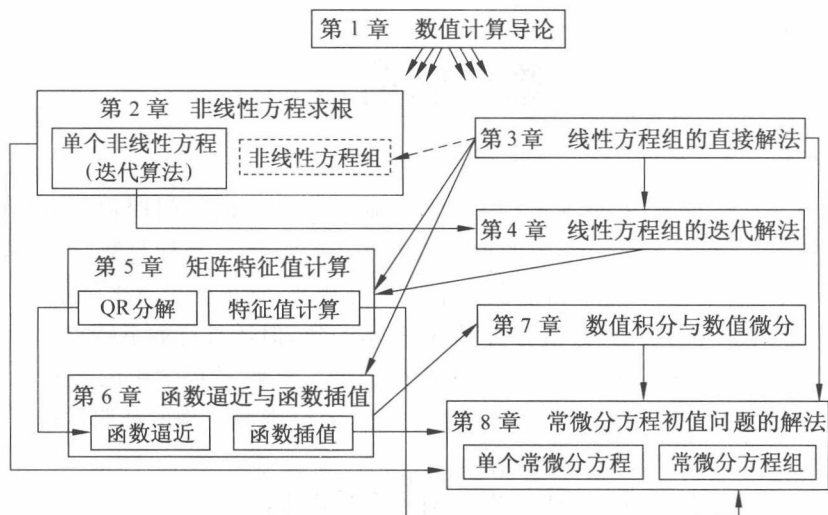 第1章 数值计算导论
第2章 非线性方程求根
单个非线性方程
(迭代算法)
非线性方程组
第3章 线性方程组的直接解法
第4章 线性方程组的迭代解法
第5章 矩阵特征值计算
QR分解
特征值计算
第7章 数值积分与数值微分
第6章 函数逼近与函数插值
函数逼近
函数插值
第8章 常微分方程初值问题的解法
单个常微分方程
常微分方程组